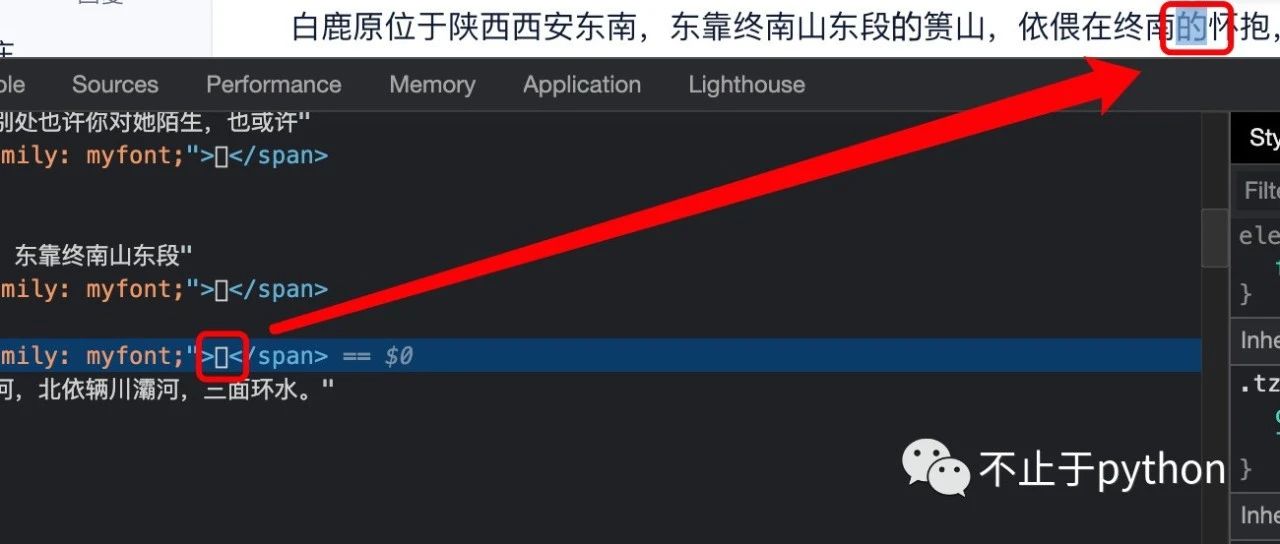 白鹿原位于陕西西安东南，东靠终南山东段的篑山，依偎在终南的怀抱，
ble Sources Performance Memory Application Lighthouse
别处也许你对她陌生，也或许"
mily: myfont;">▯</span>
Sty
Filte
，东靠终南山东段"
ele
mily: myfont;">▯</span>
}
mily: myfont;">▯</span> == $0
Inhe
河，北依辆川灞河，三面环水。"
.tz
不止于python
}
Inhe